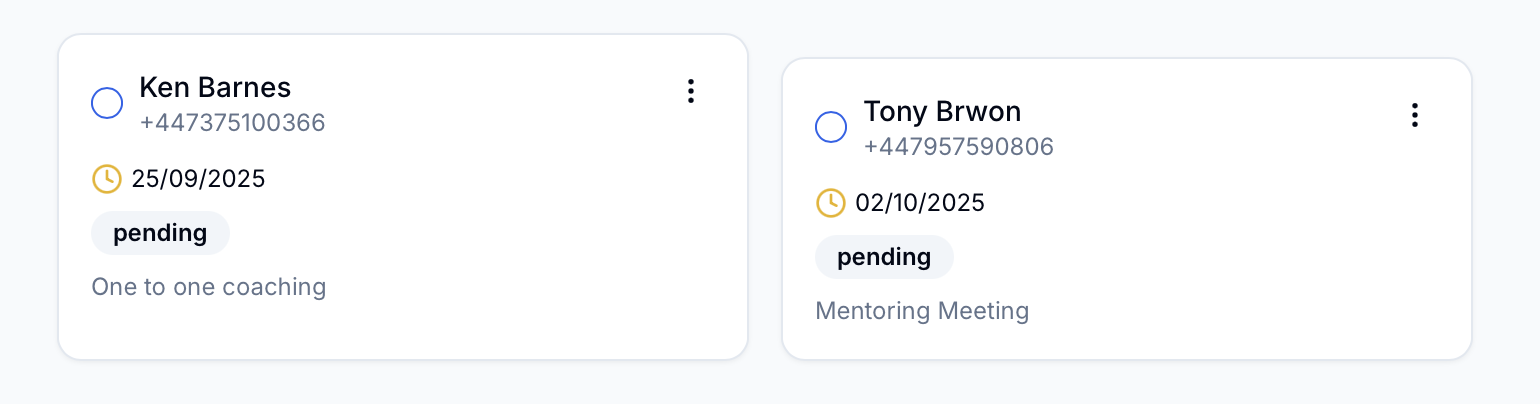 Ken Barnes
+447375100366
25/09/2025
pending
One to one coaching
Tony Brwon
+447957590806
02/10/2025
pending
Mentoring Meeting